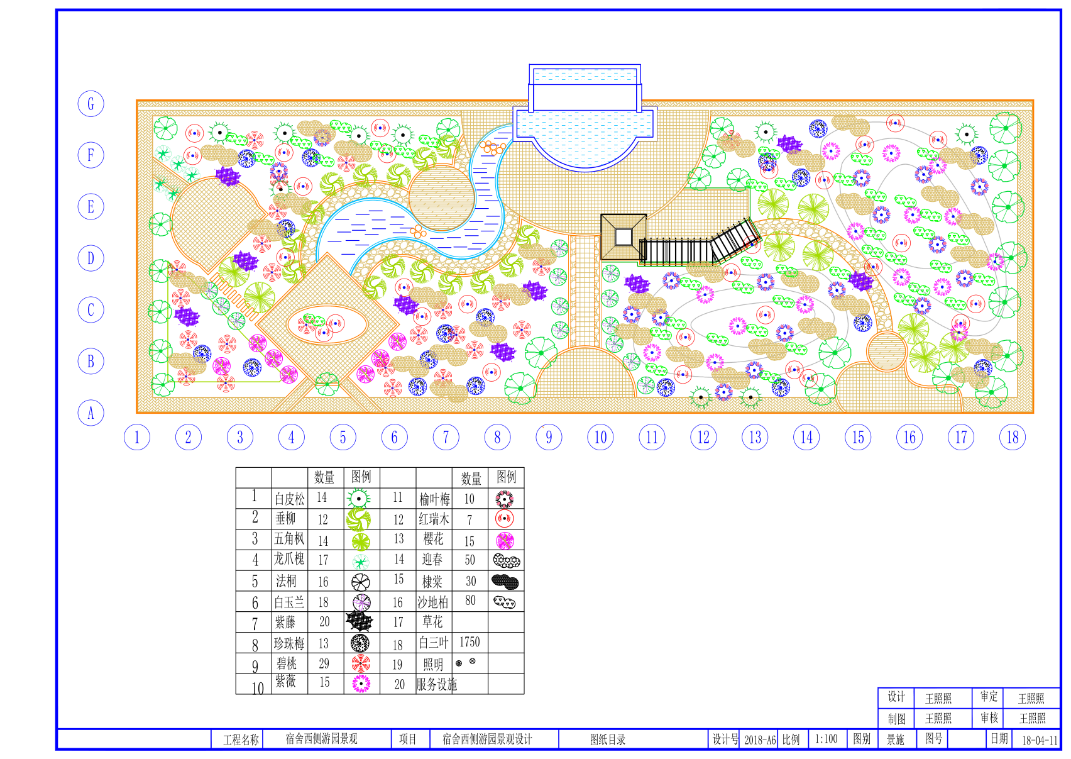 G
F
E
D
C
B
A
1 2 3 4 5 6 7 8 9 10 11 12 13 14 15 16 17 18
数量 图例 数量 图例
1 白皮松 14 11 榆叶梅 10
2 垂柳 12 12 红瑞木 7
3 五角枫 14 13 樱花 15
4 龙爪槐 17 14 迎春 50
5 法桐 16 15 棣棠 30
6 白玉兰 18 16 沙地柏 80
7 紫藤 20 17 草花
8 珍珠梅 13 18 白三叶 1750
9 碧桃 29 19 照明
10 紫薇 15 20 服务设施
设计 王照照 审定 王照照
制图 王照照 审核 王照照
工程名称 宿舍西侧游园景观 项目 宿舍西侧游园景观设计 图纸目录 设计号 2018-A6 比例 1:100 图别 景施 图号 日期 18-04-11